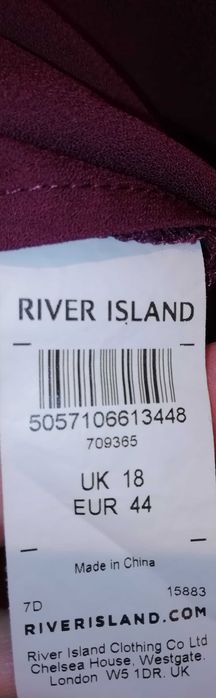 RIVER ISLAND
5057106613448
709365
UK 18
EUR 44
Made in China
7D 15883
RIVERISLAND.COM
River Island Clothing Co Ltd
Chelsea House, Westgate.
London W5 1DR. UK